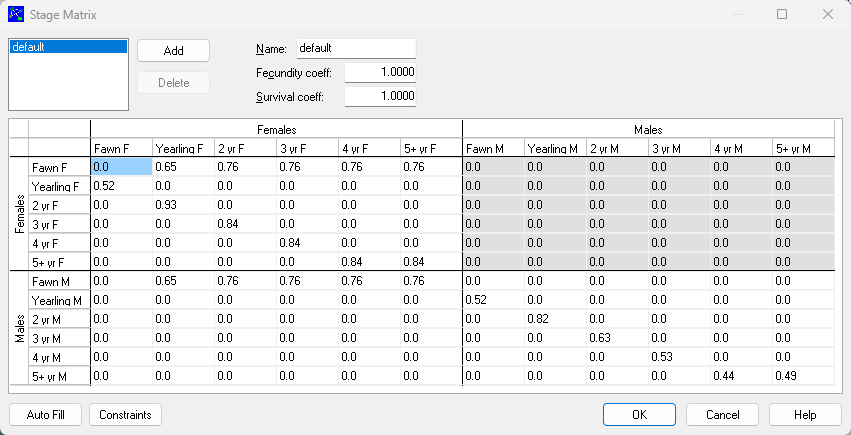 Stage Matrix
default
Add
Delete
Name: default
Fecundity coeff: 1.0000
Survival coeff: 1.0000
Females Males
Fawn F Yearling F 2 yr F 3 yr F 4 yr F 5+ yr F Fawn M Yearling M 2 yr M 3 yr M 4 yr M 5+ yr M
Females
Fawn F 0.0 0.65 0.76 0.76 0.76 0.76 0.0 0.0 0.0 0.0 0.0 0.0
Yearling F 0.52 0.0 0.0 0.0 0.0 0.0 0.0 0.0 0.0 0.0 0.0 0.0
2 yr F 0.0 0.93 0.0 0.0 0.0 0.0 0.0 0.0 0.0 0.0 0.0 0.0
3 yr F 0.0 0.0 0.84 0.0 0.0 0.0 0.0 0.0 0.0 0.0 0.0 0.0
4 yr F 0.0 0.0 0.0 0.84 0.0 0.0 0.0 0.0 0.0 0.0 0.0 0.0
5+ yr F 0.0 0.0 0.0 0.0 0.84 0.84 0.0 0.0 0.0 0.0 0.0 0.0
Males
Fawn M 0.0 0.65 0.76 0.76 0.76 0.76 0.0 0.0 0.0 0.0 0.0 0.0
Yearling M 0.0 0.0 0.0 0.0 0.0 0.0 0.52 0.0 0.0 0.0 0.0 0.0
2 yr M 0.0 0.0 0.0 0.0 0.0 0.0 0.0 0.82 0.0 0.0 0.0 0.0
3 yr M 0.0 0.0 0.0 0.0 0.0 0.0 0.0 0.0 0.63 0.0 0.0 0.0
4 yr M 0.0 0.0 0.0 0.0 0.0 0.0 0.0 0.0 0.0 0.53 0.0 0.0
5+ yr M 0.0 0.0 0.0 0.0 0.0 0.0 0.0 0.0 0.0 0.0 0.44 0.49
Auto Fill Constraints OK Cancel Help